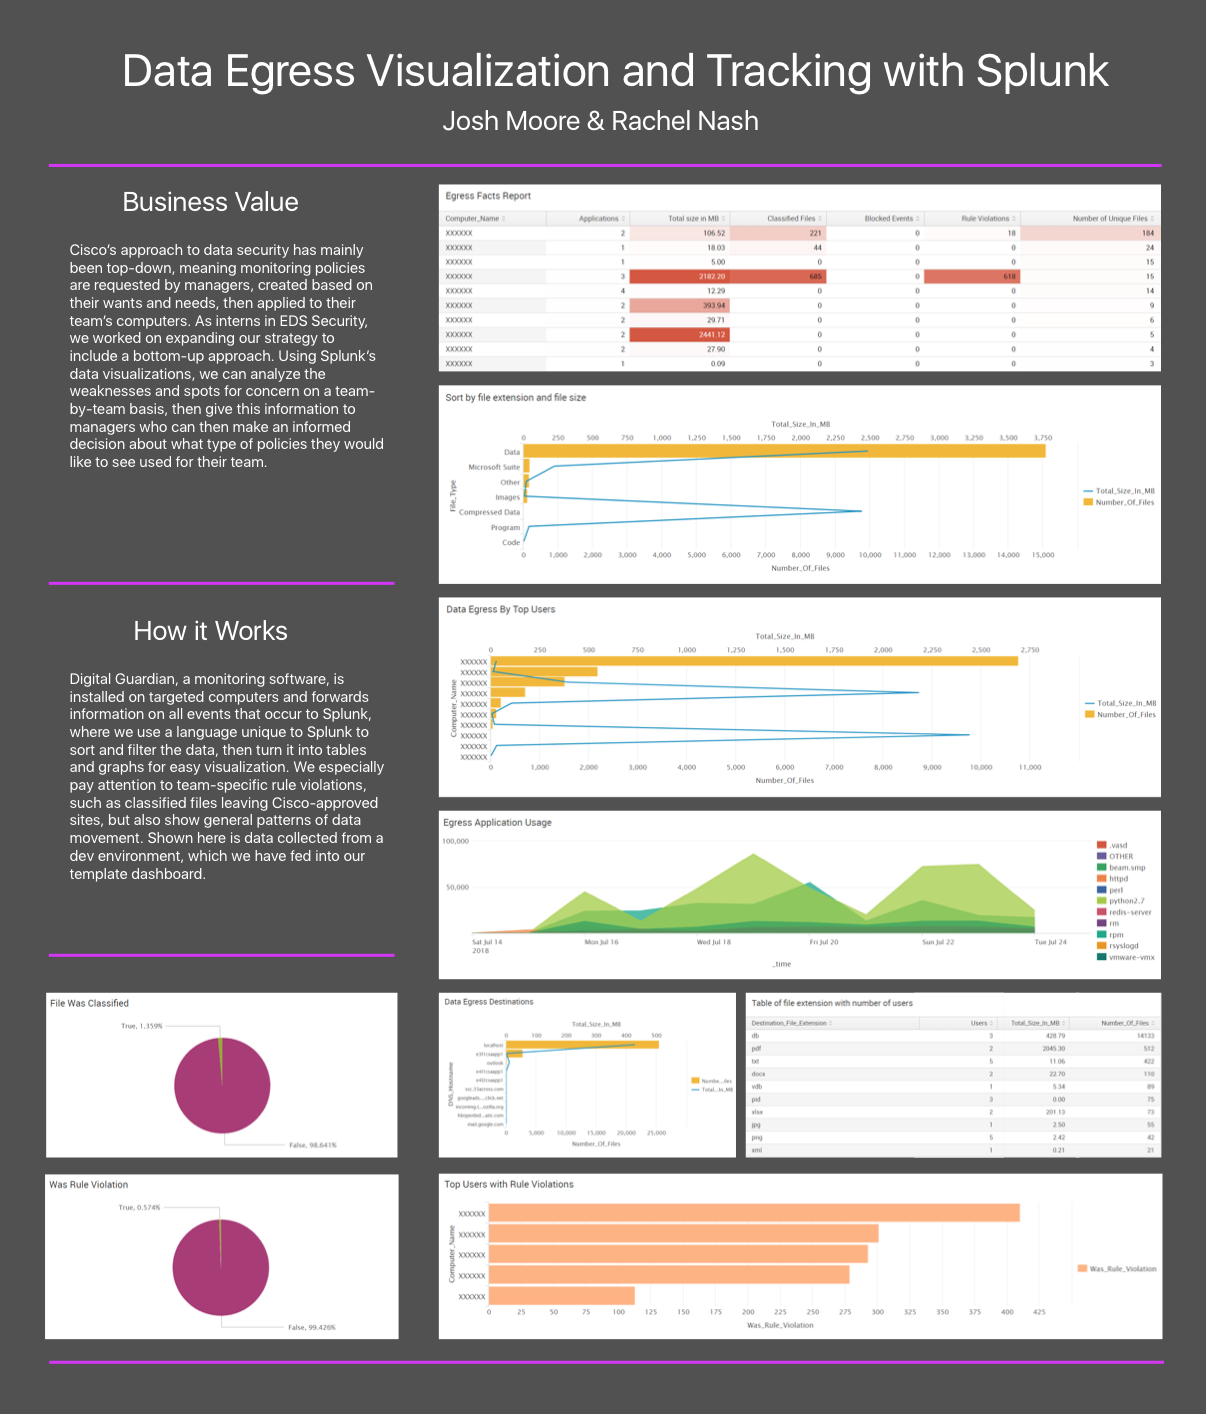 Data Egress Visualization and Tracking with Splunk
Josh Moore & Rachel Nash
Business Value
Cisco's approach to data security has mainly
been top-down, meaning monitoring policies
are requested by managers, created based on
their wants and needs, then applied to their
team's computers. As interns in EDS Security,
we worked on expanding our strategy to
include a bottom-up approach. Using Splunk's
data visualizations, we can analyze the
weaknesses and spots for concern on a team-
by-team basis, then give this information to
managers who can then make an informed
decision about what type of policies they would
like to see used for their team.
How it Works
Digital Guardian, a monitoring software, is
installed on targeted computers and forwards
information on all events that occur to Splunk,
where we use a language unique to Splunk to
sort and filter the data, then turn it into tables
and graphs for easy visualization. We especially
pay attention to team-specific rule violations,
such as classified files leaving Cisco-approved
sites, but also show general patterns of data
movement. Shown here is data collected from a
dev environment, which we have fed into our
template dashboard.
Egress Facts Report
Computer_Name Applications Total size in MB Classified Files Blocked Events Rule Violations Number of Unique Files
XXXXXX 2 106.52 221 0 18 184
XXXXXX 1 18.03 44 0 0 24
XXXXXX 1 5.00 0 0 0 15
XXXXXX 3 2182.20 685 0 618 15
XXXXXX 4 12.29 0 0 0 14
XXXXXX 2 393.94 0 0 0 9
XXXXXX 2 29.71 0 0 0 6
XXXXXX 2 2441.12 0 0 0 5
XXXXXX 2 27.90 0 0 0 4
XXXXXX 1 0.09 0 0 0 3
Sort by file extension and file size
Total_Size_In_MB
0 250 500 750 1,000 1,250 1,500 1,750 2,000 2,250 2,500 2,750 3,000 3,250 3,500 3,750
File_Type
Data
Microsoft Suite
Other
Images
Compressed Data
Program
Code
0 1,000 2,000 3,000 4,000 5,000 6,000 7,000 8,000 9,000 10,000 11,000 12,000 13,000 14,000 15,000
Number_Of_Files
Total_Size_In_MB
Number_Of_Files
Data Egress By Top Users
Total_Size_In_MB
0 250 500 750 1,000 1,250 1,500 1,750 2,000 2,250 2,500 2,750
Computer_Name
XXXXXX
XXXXXX
XXXXXX
XXXXXX
XXXXXX
XXXXXX
XXXXXX
XXXXXX
XXXXXX
XXXXXX
0 1,000 2,000 3,000 4,000 5,000 6,000 7,000 8,000 9,000 10,000 11,000
Number_Of_Files
Total_Size_In_MB
Number_Of_Files
Egress Application Usage
100,000
50,000
Sat Jul 14 Mon Jul 16 Wed Jul 18 Fri Jul 20 Sun Jul 22 Tue Jul 24
2018
_time
.vasd
OTHER
beam.smp
httpd
perl
python2.7
redis-server
rm
rpm
rsyslogd
vmware-vmx
File Was Classified
True, 1.359%
False, 98.641%
Data Egress Destinations
Total_Size_In_MB
0 100 200 300 400 500
DNS_Hostname
localhost
outlook
mail.google.com
0 5,000 10,000 15,000 20,000 25,000
Number_Of_Files
Numbe...iles
Total...In_MB
Table of file extension with number of users
Destination_File_Extension Users Total_Size_In_MB Number_Of_Files
db 3 428.79 14133
pdf 2 2045.30 512
txt 5 11.06 422
docx 2 22.70 110
vdb 1 5.34 89
pid 3 0.00 75
xlsx 2 201.13 73
jpg 1 2.50 55
png 5 2.42 42
xml 1 0.21 21
Was Rule Violation
True, 0.574%
False, 99.426%
Top Users with Rule Violations
Computer_Name
XXXXXX
XXXXXX
XXXXXX
XXXXXX
XXXXXX
0 25 50 75 100 125 150 175 200 225 250 275 300 325 350 375 400 425
Was_Rule_Violation
Was_Rule_Violation